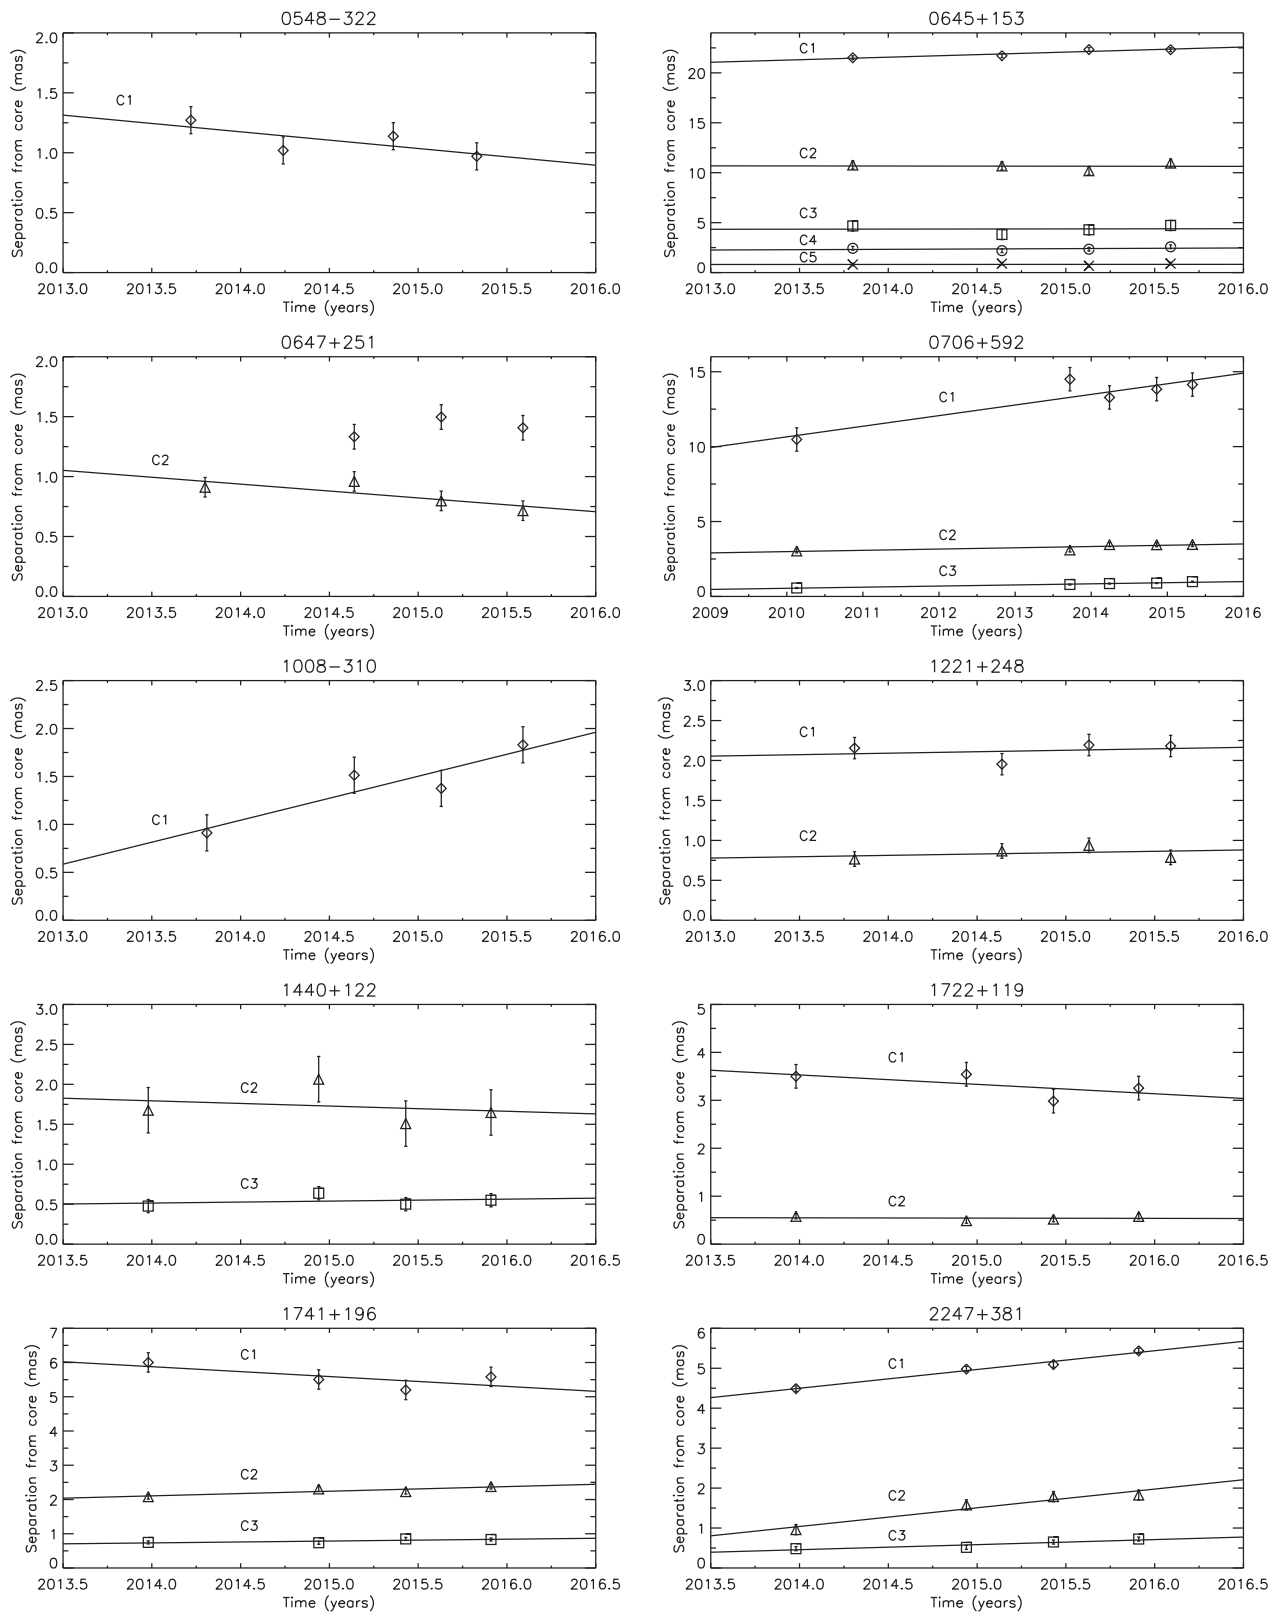 0548−322
Separation from core (mas)
2.0
1.5
1.0
0.5
0.0
C1
2013.0 2013.5 2014.0 2014.5 2015.0 2015.5 2016.0
Time (years)
0645+153
Separation from core (mas)
20
15
10
5
0
C1
C2
C3
C4
C5
2013.0 2013.5 2014.0 2014.5 2015.0 2015.5 2016.0
Time (years)
0647+251
Separation from core (mas)
2.0
1.5
1.0
0.5
0.0
C2
2013.0 2013.5 2014.0 2014.5 2015.0 2015.5 2016.0
Time (years)
0706+592
Separation from core (mas)
15
10
5
0
C1
C2
C3
2009 2010 2011 2012 2013 2014 2015 2016
Time (years)
1008−310
Separation from core (mas)
2.5
2.0
1.5
1.0
0.5
0.0
C1
2013.0 2013.5 2014.0 2014.5 2015.0 2015.5 2016.0
Time (years)
1221+248
Separation from core (mas)
3.0
2.5
2.0
1.5
1.0
0.5
0.0
C1
C2
2013.0 2013.5 2014.0 2014.5 2015.0 2015.5 2016.0
Time (years)
1440+122
Separation from core (mas)
3.0
2.5
2.0
1.5
1.0
0.5
0.0
C2
C3
2013.5 2014.0 2014.5 2015.0 2015.5 2016.0 2016.5
Time (years)
1722+119
Separation from core (mas)
5
4
3
2
1
0
C1
C2
2013.5 2014.0 2014.5 2015.0 2015.5 2016.0 2016.5
Time (years)
1741+196
Separation from core (mas)
7
6
5
4
3
2
1
0
C1
C2
C3
2013.5 2014.0 2014.5 2015.0 2015.5 2016.0 2016.5
Time (years)
2247+381
Separation from core (mas)
6
5
4
3
2
1
0
C1
C2
C3
2013.5 2014.0 2014.5 2015.0 2015.5 2016.0 2016.5
Time (years)